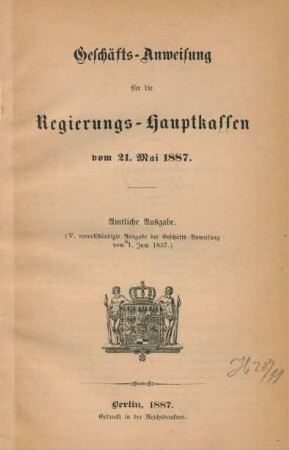 Geschäfts-Anweisung
für die
Regierungs-Hauptkassen
vom 21. Mai 1887.
Amtliche Ausgabe.
(V. vervollständigte Ausgabe der Geschäfts-Anweisung
vom 1. Juni 1857.)
Berlin, 1887.
Gedruckt in der Reichsdruckerei.